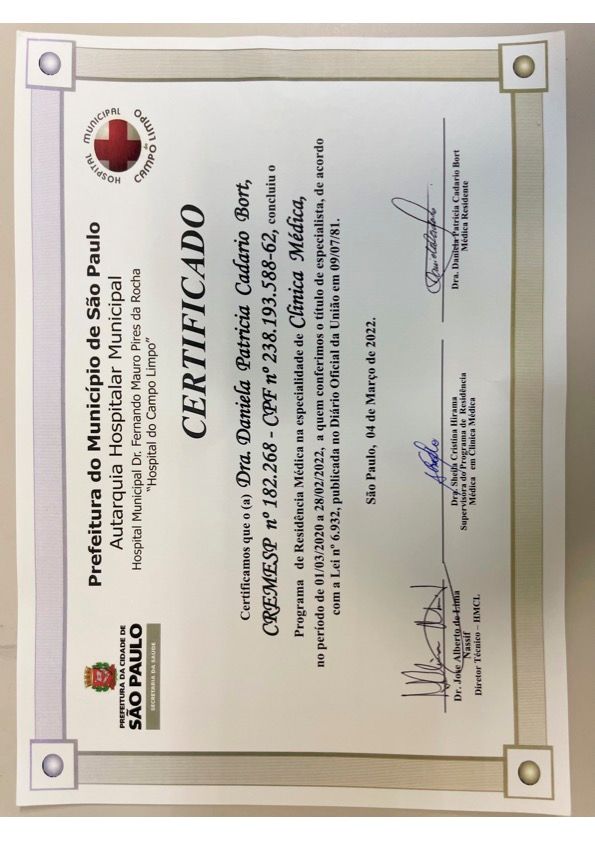 PREFEITURA DA CIDADE DE
SÃO PAULO
SECRETARIA DA SAÚDE
Prefeitura do Município de São Paulo
Autarquia Hospitalar Municipal
Hospital Municipal Dr. Fernando Mauro Pires da Rocha
"Hospital do Campo Limpo"
HOSPITAL MUNICIPAL
CAMPO LIMPO
CERTIFICADO
Certificamos que o (a) Dra. Daniela Patricia Cadario Bort,
CREMESP nº 182.268 - CPF nº 238.193.588-62, concluiu o
Programa de Residência Médica na especialidade de Clínica Médica,
no período de 01/03/2020 a 28/02/2022, a quem conferimos o título de especialista, de acordo
com a Lei nº 6.932, publicada no Diário Oficial da União em 09/07/81.
São Paulo, 04 de Março de 2022.
Dr. Jose Alberto de Lima
Nassif
Diretor Técnico – HMCL
Dra. Sheila Cristina Hirama
Supervisora do Programa de Residência
Médica em Clínica Médica
Dra. Daniela Patricia Cadario Bort
Médica Residente